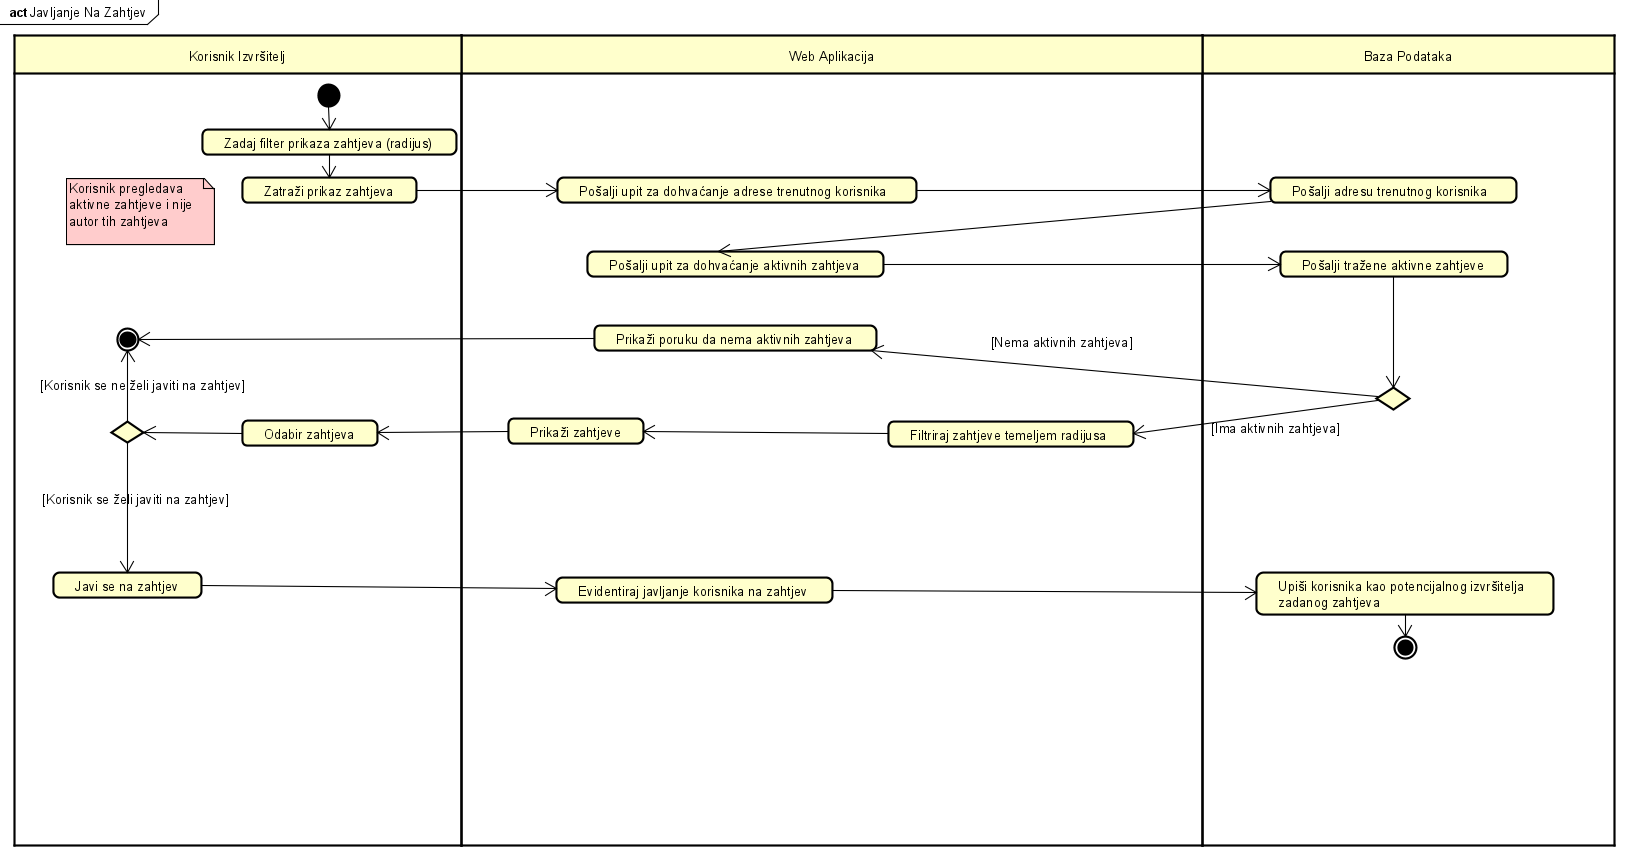 act Javljanje Na Zahtjev
Korisnik Izvršitelj
Web Aplikacija
Baza Podataka
Zadaj filter prikaza zahtjeva (radijus)
Korisnik pregledava
aktivne zahtjeve i nije
autor tih zahtjeva
Zatraži prikaz zahtjeva
Pošalji upit za dohvaćanje adrese trenutnog korisnika
Pošalji adresu trenutnog korisnika
Pošalji upit za dohvaćanje aktivnih zahtjeva
Pošalji tražene aktivne zahtjeve
Prikaži poruku da nema aktivnih zahtjeva
[Nema aktivnih zahtjeva]
[Korisnik se ne želi javiti na zahtjev]
Odabir zahtjeva
Prikaži zahtjeve
Filtriraj zahtjeve temeljem radijusa
[Ima aktivnih zahtjeva]
[Korisnik se želi javiti na zahtjev]
Javi se na zahtjev
Evidentiraj javljanje korisnika na zahtjev
Upiši korisnika kao potencijalnog izvršitelja
zadanog zahtjeva